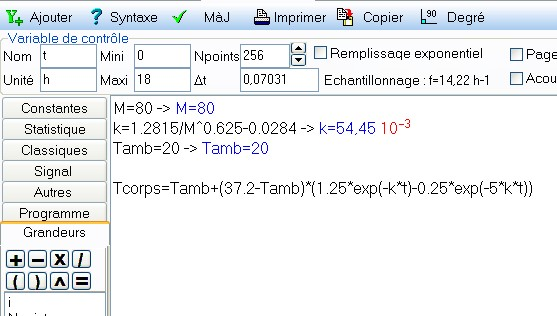 Ajouter Syntaxe MàJ Imprimer Copier 90 Degré
Variable de contrôle
Nom t Mini 0 Npoints 256 Remplissaqe exponentiel Page
Unité h Maxi 18 Δt 0,07031 Echantillonnage : f=14,22 h-1 Acou
Constantes
Statistique
Classiques
Signal
Autres
Programme
Grandeurs
+ − x /
( ) ^ =
i
M=80 -> M=80
k=1.2815/M^0.625-0.0284 -> k=54,45 10⁻³
Tamb=20 -> Tamb=20
Tcorps=Tamb+(37.2-Tamb)*(1.25*exp(-k*t)-0.25*exp(-5*k*t))